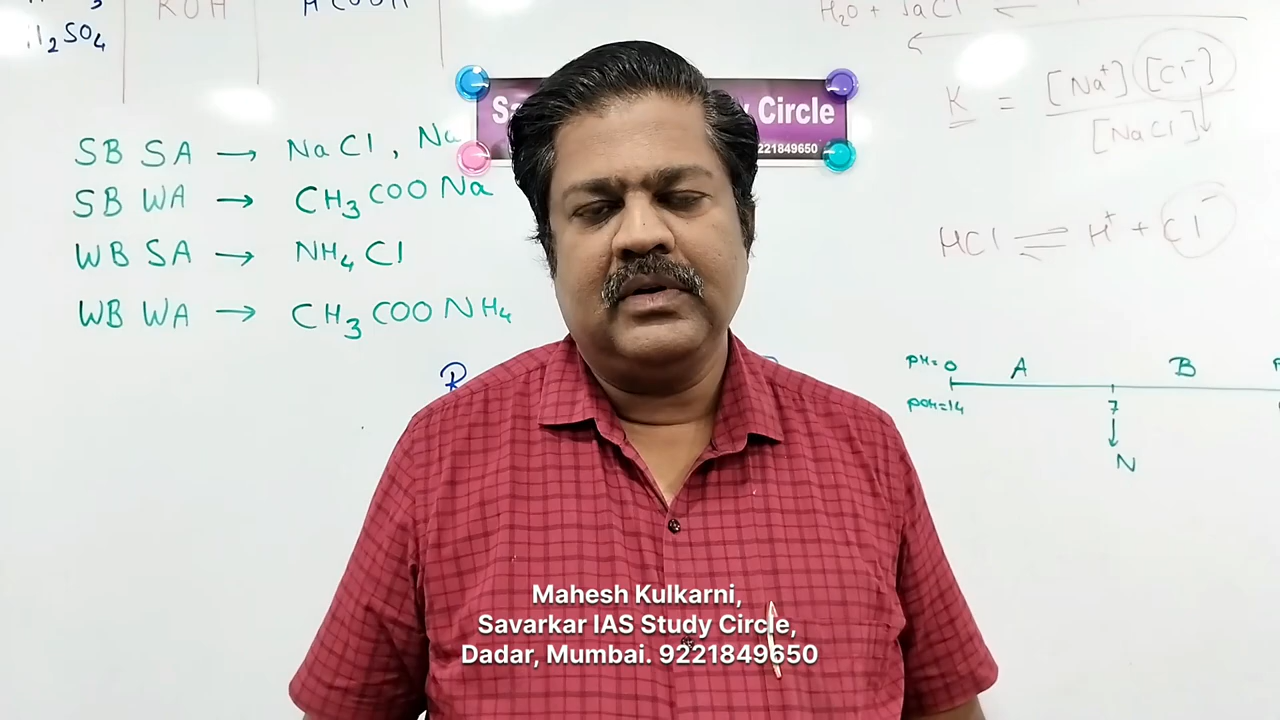 KOH
HCOOH
H₂SO₄
H₂O + NaCl
Circle
9221849650
K = [Na⁺] [Cl⁻]
[NaCl]
SB SA → NaCl, Na
SB WA → CH₃COONa
WB SA → NH₄Cl
WB WA → CH₃COONH₄
HCl ⇌ H⁺ + Cl⁻
pH=0 A B
pOH=14 7
N
Mahesh Kulkarni,
Savarkar IAS Study Circle,
Dadar, Mumbai. 9221849650